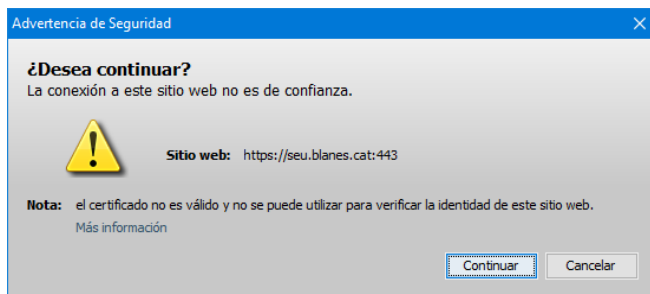 Advertencia de Seguridad
¿Desea continuar?
La conexión a este sitio web no es de confianza.
Sitio web: https://seu.blanes.cat:443
Nota: el certificado no es válido y no se puede utilizar para verificar la identidad de este sitio web.
Más información
Continuar Cancelar